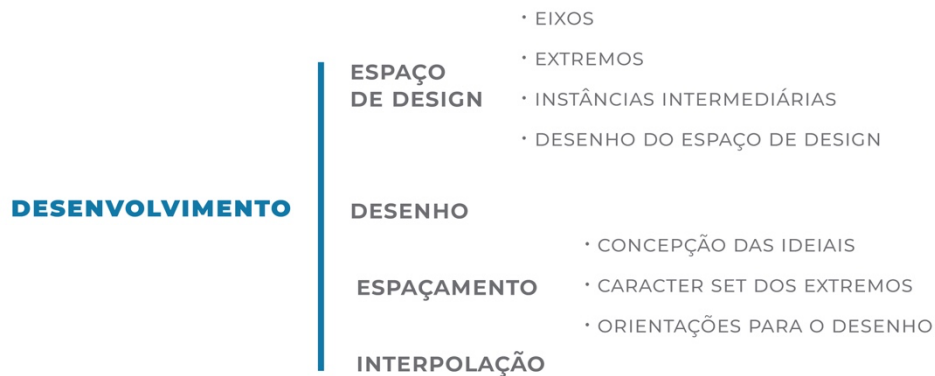 DESENVOLVIMENTO
ESPAÇO
DE DESIGN
· EIXOS
· EXTREMOS
· INSTÂNCIAS INTERMEDIÁRIAS
· DESENHO DO ESPAÇO DE DESIGN
DESENHO
ESPAÇAMENTO
· CONCEPÇÃO DAS IDEIAIS
· CARACTER SET DOS EXTREMOS
· ORIENTAÇÕES PARA O DESENHO
INTERPOLAÇÃO